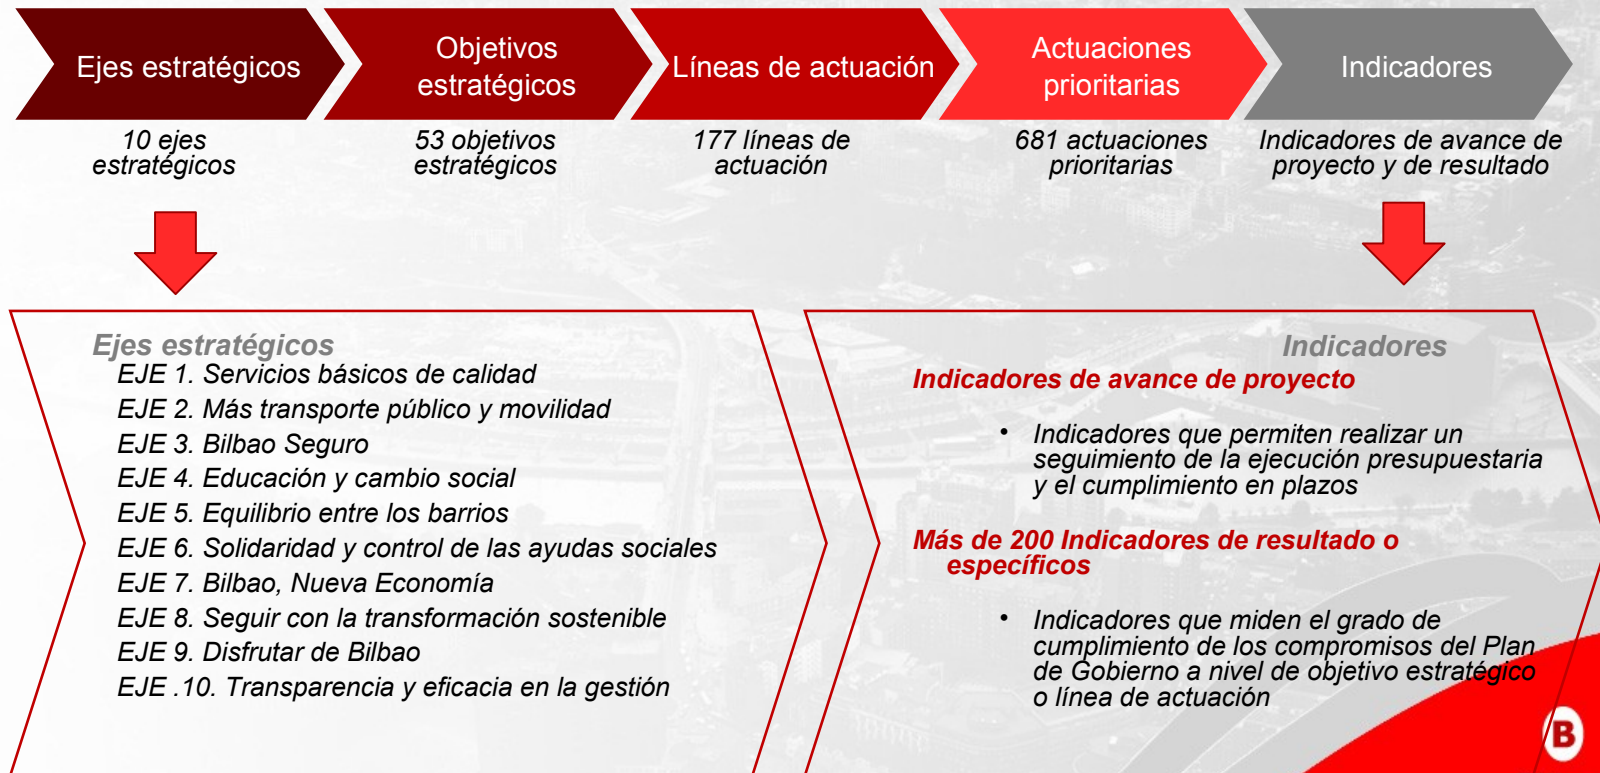 Ejes estratégicos
Objetivos
estratégicos
Líneas de actuación
Actuaciones
prioritarias
Indicadores
10 ejes
estratégicos
53 objetivos
estratégicos
177 líneas de
actuación
681 actuaciones
prioritarias
Indicadores de avance de
proyecto y de resultado
Ejes estratégicos
EJE 1. Servicios básicos de calidad
EJE 2. Más transporte público y movilidad
EJE 3. Bilbao Seguro
EJE 4. Educación y cambio social
EJE 5. Equilibrio entre los barrios
EJE 6. Solidaridad y control de las ayudas sociales
EJE 7. Bilbao, Nueva Economía
EJE 8. Seguir con la transformación sostenible
EJE 9. Disfrutar de Bilbao
EJE .10. Transparencia y eficacia en la gestión
Indicadores
Indicadores de avance de proyecto
• Indicadores que permiten realizar un
seguimiento de la ejecución presupuestaria
y el cumplimiento en plazos
Más de 200 Indicadores de resultado o
específicos
• Indicadores que miden el grado de
cumplimiento de los compromisos del Plan
de Gobierno a nivel de objetivo estratégico
o línea de actuación
B